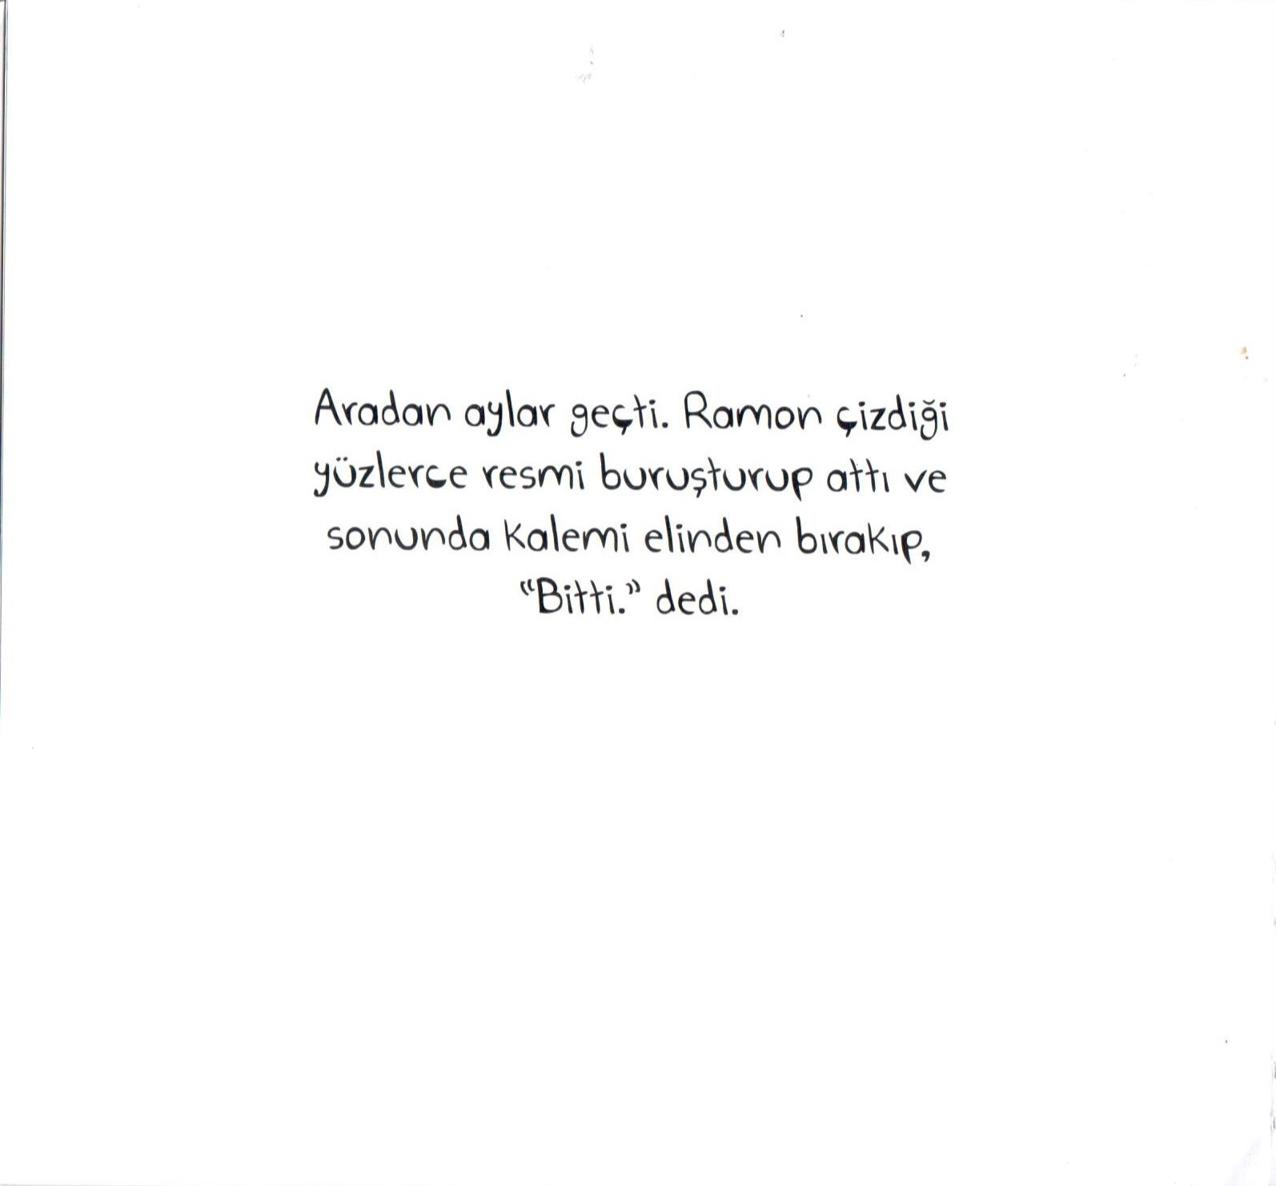 Aradan aylar geçti. Ramon çizdiği
yüzlerce resmi buruşturup attı ve
sonunda kalemi elinden bırakıp,
“Bitti.” dedi.